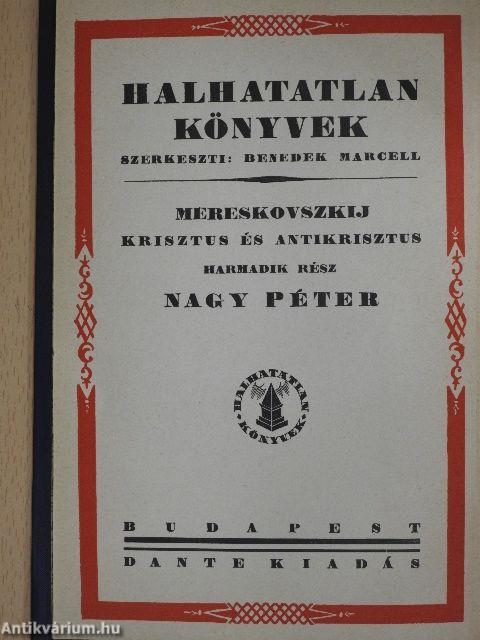 HALHATATLAN
KÖNYVEK
SZERKESZTI: BENEDEK MARCELL
MERESKOVSZKIJ
KRISZTUS ÉS ANTIKRISZTUS
HARMADIK RÉSZ
NAGY PÉTER
HALHATATLAN
KÖNYVEK
BUDAPEST
DANTE KIADÁS
Antikvárium.hu